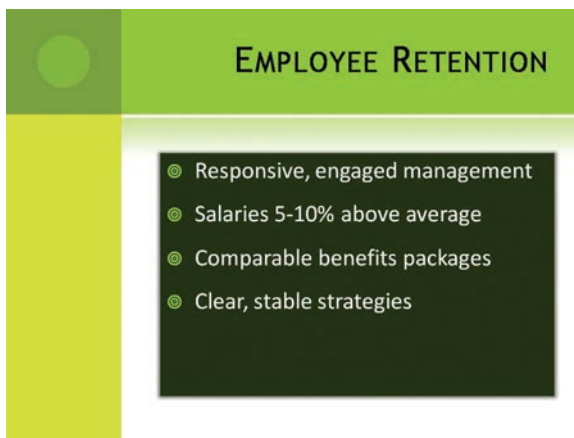 EMPLOYEE RETENTION
Responsive, engaged management
Salaries 5-10% above average
Comparable benefits packages
Clear, stable strategies